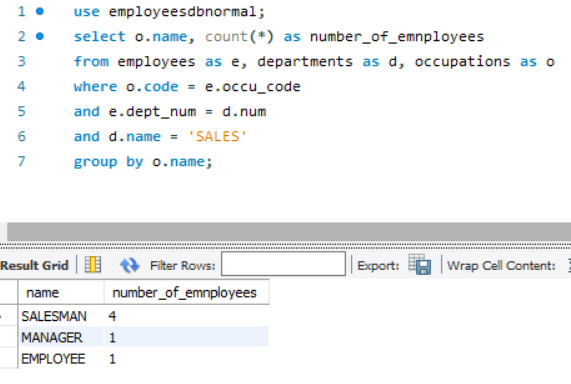 1 use employeesdbnormal;
2 select o.name, count(*) as number_of_emnployees
3 from employees as e, departments as d, occupations as o
4 where o.code = e.occu_code
5 and e.dept_num = d.num
6 and d.name = 'SALES'
7 group by o.name;
Result Grid Filter Rows: Export: Wrap Cell Content:
name number_of_emnployees
SALESMAN 4
MANAGER 1
EMPLOYEE 1